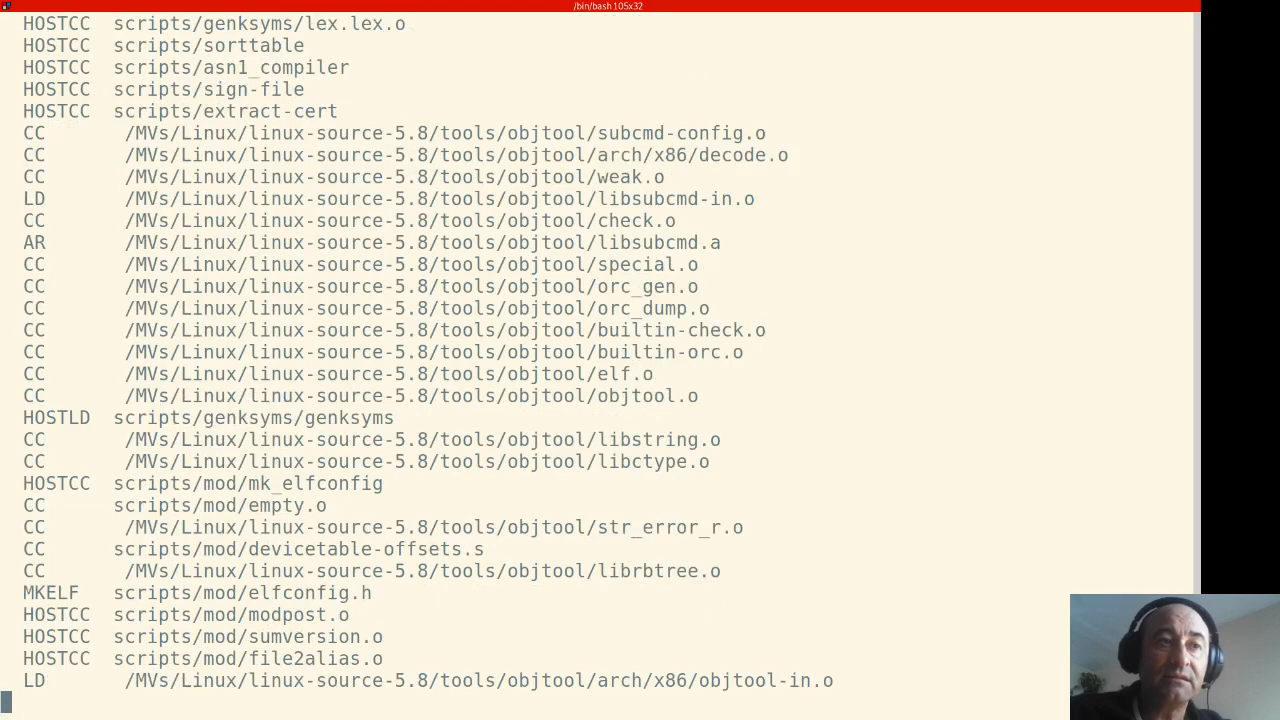 /bin/bash 105x32
HOSTCC  scripts/genksyms/lex.lex.o
HOSTCC  scripts/sorttable
HOSTCC  scripts/asn1_compiler
HOSTCC  scripts/sign-file
HOSTCC  scripts/extract-cert
CC       /MVs/Linux/linux-source-5.8/tools/objtool/subcmd-config.o
CC       /MVs/Linux/linux-source-5.8/tools/objtool/arch/x86/decode.o
CC       /MVs/Linux/linux-source-5.8/tools/objtool/weak.o
LD       /MVs/Linux/linux-source-5.8/tools/objtool/libsubcmd-in.o
CC       /MVs/Linux/linux-source-5.8/tools/objtool/check.o
AR       /MVs/Linux/linux-source-5.8/tools/objtool/libsubcmd.a
CC       /MVs/Linux/linux-source-5.8/tools/objtool/special.o
CC       /MVs/Linux/linux-source-5.8/tools/objtool/orc_gen.o
CC       /MVs/Linux/linux-source-5.8/tools/objtool/orc_dump.o
CC       /MVs/Linux/linux-source-5.8/tools/objtool/builtin-check.o
CC       /MVs/Linux/linux-source-5.8/tools/objtool/builtin-orc.o
CC       /MVs/Linux/linux-source-5.8/tools/objtool/elf.o
CC       /MVs/Linux/linux-source-5.8/tools/objtool/objtool.o
HOSTLD  scripts/genksyms/genksyms
CC       /MVs/Linux/linux-source-5.8/tools/objtool/libstring.o
CC       /MVs/Linux/linux-source-5.8/tools/objtool/libctype.o
HOSTCC  scripts/mod/mk_elfconfig
CC      scripts/mod/empty.o
CC       /MVs/Linux/linux-source-5.8/tools/objtool/str_error_r.o
CC      scripts/mod/devicetable-offsets.s
CC       /MVs/Linux/linux-source-5.8/tools/objtool/librbtree.o
MKELF   scripts/mod/elfconfig.h
HOSTCC  scripts/mod/modpost.o
HOSTCC  scripts/mod/sumversion.o
HOSTCC  scripts/mod/file2alias.o
LD       /MVs/Linux/linux-source-5.8/tools/objtool/arch/x86/objtool-in.o